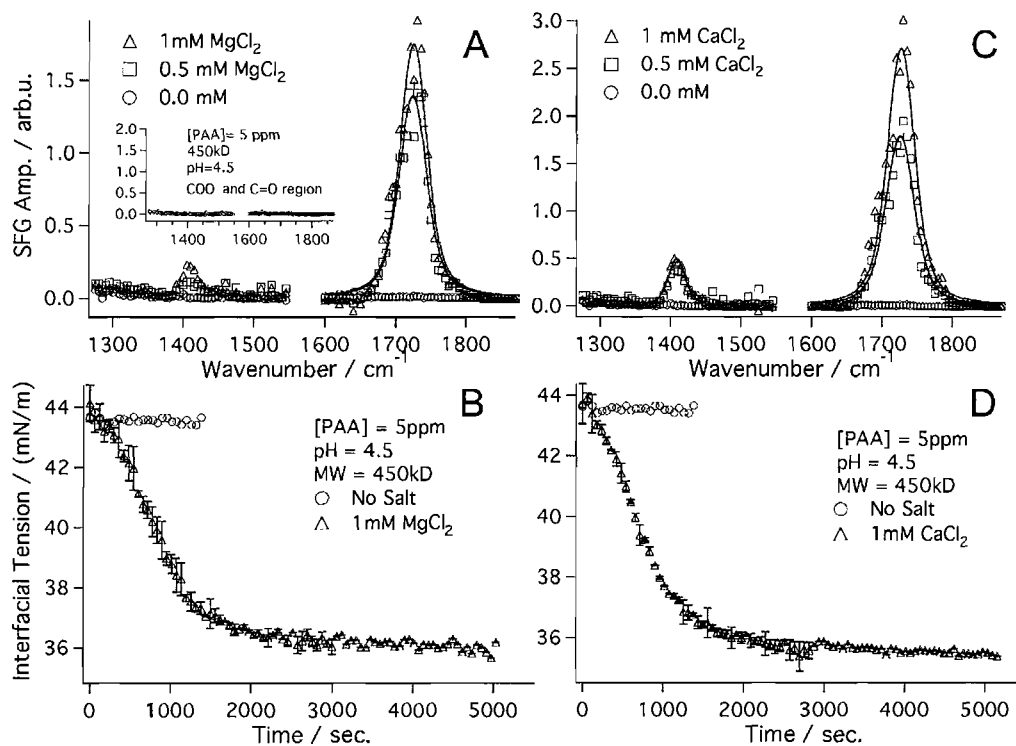 A
△ 1mM MgCl₂
□ 0.5 mM MgCl₂
○ 0.0 mM
SFG Amp. / arb.u.
1.5
1.0
0.5
0.0
2.0
1.5
1.0
0.5
0.0
[PAA]= 5 ppm
450kD
pH=4.5
COO and C=O region
1400 1600 1800
1300 1400 1500 1600 1700 1800
Wavenumber / cm⁻¹
C
△ 1 mM CaCl₂
□ 0.5 mM CaCl₂
○ 0.0 mM
3.0
2.5
2.0
1.5
1.0
0.5
0.0
1300 1400 1500 1600 1700 1800
Wavenumber / cm⁻¹
B
Interfacial Tension / (mN/m)
44
42
40
38
36
[PAA] = 5ppm
pH = 4.5
MW = 450kD
○ No Salt
△ 1mM MgCl₂
0 1000 2000 3000 4000 5000
Time / sec.
D
44
42
40
38
36
[PAA] = 5ppm
pH = 4.5
MW = 450kD
○ No Salt
△ 1mM CaCl₂
0 1000 2000 3000 4000 5000
Time / sec.